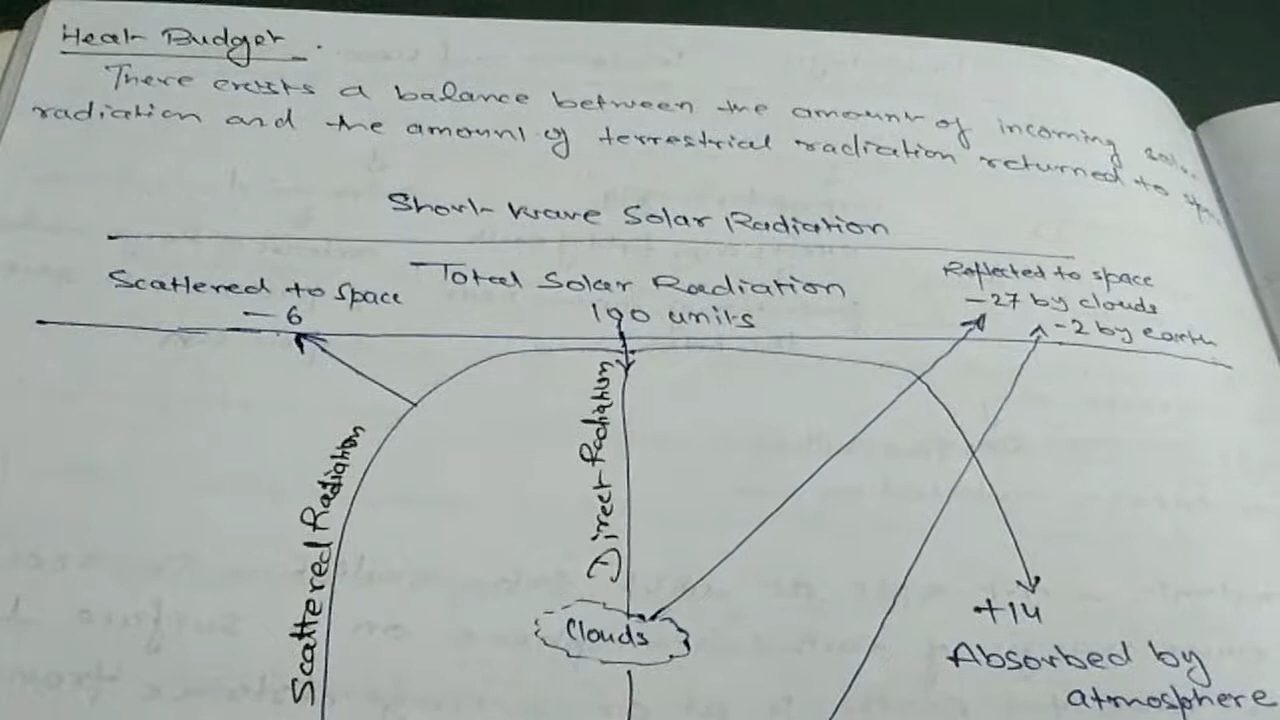 Heat Budget.
There exists a balance between the amount of incoming
radiation and the amount of terrestrial radiation returned to
Short wave Solar Radiation
Scattered to space
-6
Total Solar Radiation
100 units
Reflected to space
-27 by clouds
-2 by earth
Scattered Radiation
Direct Radiation
Clouds
+14
Absorbed by
atmosphere